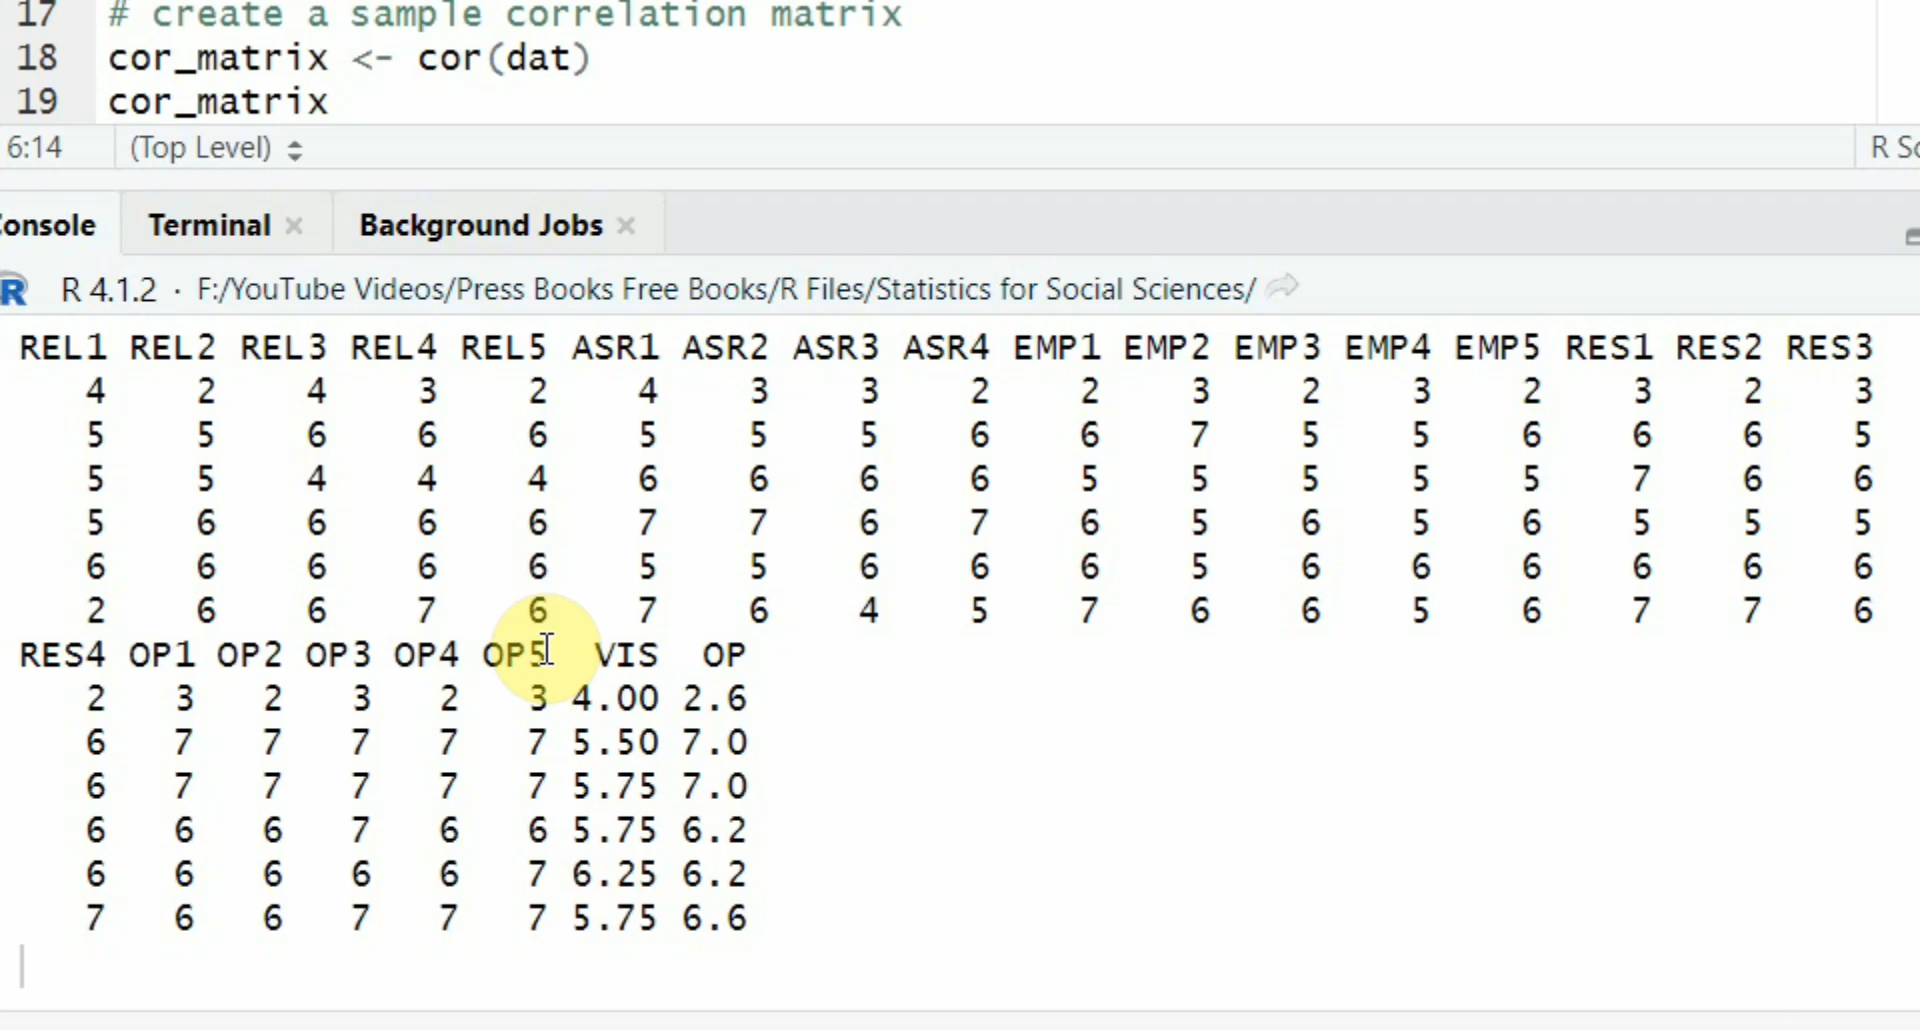 17 # create a sample correlation matrix
18 cor_matrix <- cor(dat)
19 cor_matrix
6:14 (Top Level) R Sc
Console Terminal Background Jobs
R R 4.1.2 · F:/YouTube Videos/Press Books Free Books/R Files/Statistics for Social Sciences/
REL1 REL2 REL3 REL4 REL5 ASR1 ASR2 ASR3 ASR4 EMP1 EMP2 EMP3 EMP4 EMP5 RES1 RES2 RES3
4 2 4 3 2 4 3 3 2 2 3 2 3 2 3 2 3
5 5 6 6 6 5 5 5 6 6 7 5 5 6 6 6 5
5 5 4 4 4 6 6 6 6 5 5 5 5 5 7 6 6
5 6 6 6 6 7 7 6 7 6 5 6 5 6 5 5 5
6 6 6 6 6 5 5 6 6 6 5 6 6 6 6 6 6
2 6 6 7 6 7 6 4 5 7 6 6 5 6 7 7 6
RES4 OP1 OP2 OP3 OP4 OP5 VIS OP
2 3 2 3 2 3 4.00 2.6
6 7 7 7 7 7 5.50 7.0
6 7 7 7 7 7 5.75 7.0
6 6 6 7 6 6 5.75 6.2
6 6 6 6 6 7 6.25 6.2
7 6 6 7 7 7 5.75 6.6